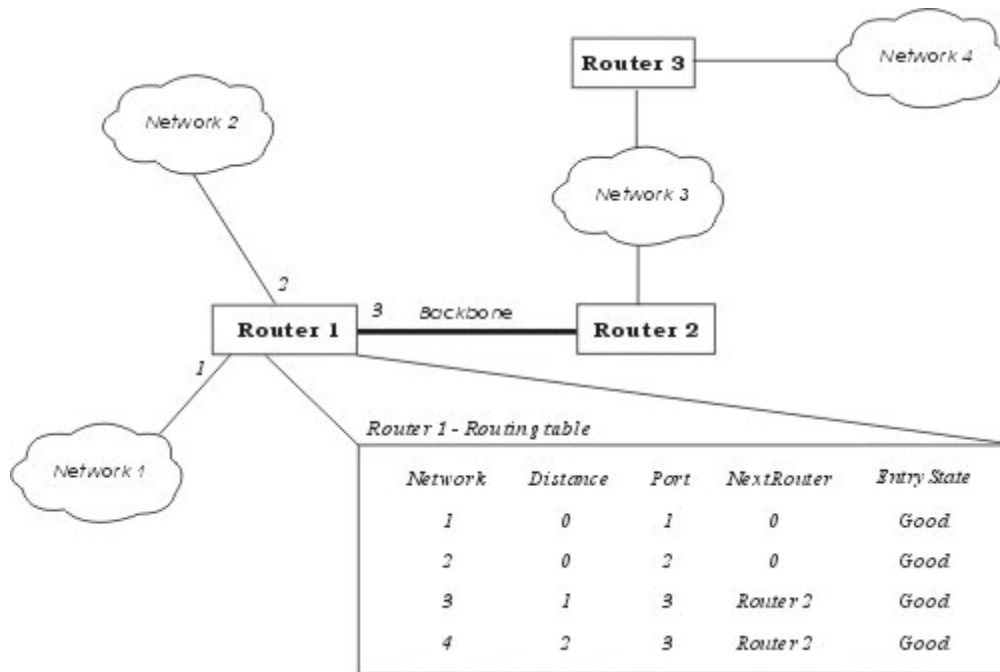 Router 3
Network 4
Network 2
Network 3
2
3
Backbone
Router 1
Router 2
1
Network 1
Router 1 - Routing table
Network Distance Port NextRouter Entry State
1 0 1 0 Good
2 0 2 0 Good
3 1 3 Router 2 Good
4 2 3 Router 2 Good